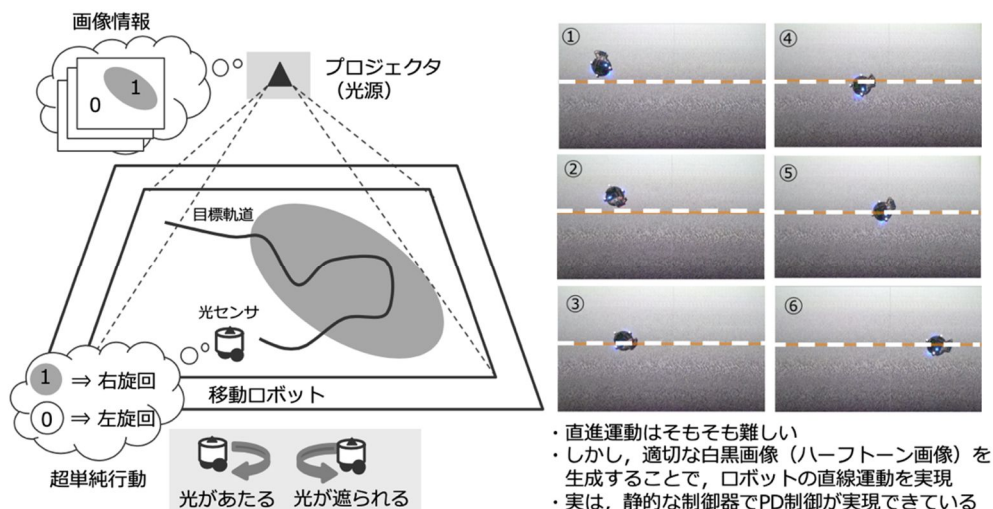 画像情報
0
1
プロジェクタ
（光源）
目標軌道
光センサ
1 ⇒ 右旋回
0 ⇒ 左旋回
移動ロボット
超単純行動
光があたる 光が遮られる
①
②
③
④
⑤
⑥
・直進運動はそもそも難しい
・しかし，適切な白黒画像（ハーフトーン画像）を
生成することで，ロボットの直線運動を実現
・実は，静的な制御器でPD制御が実現できている